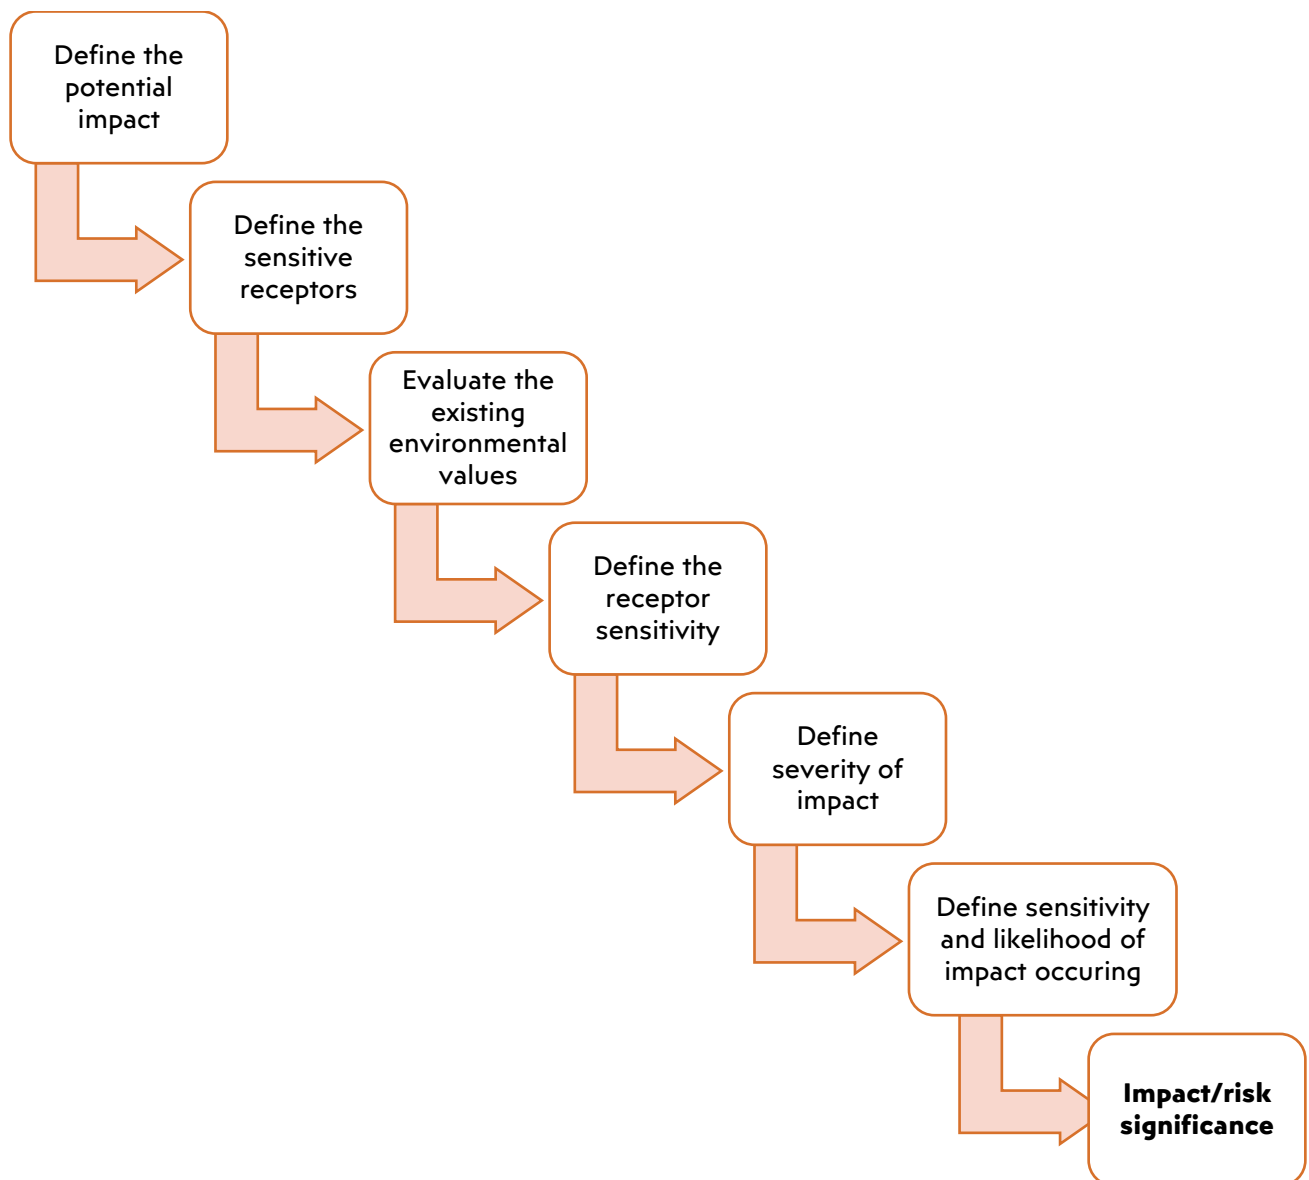 Define the
potential
impact
Define the
sensitive
receptors
Evaluate the
existing
environmental
values
Define the
receptor
sensitivity
Define
severity of
impact
Define sensitivity
and likelihood of
impact occuring
Impact/risk
significance